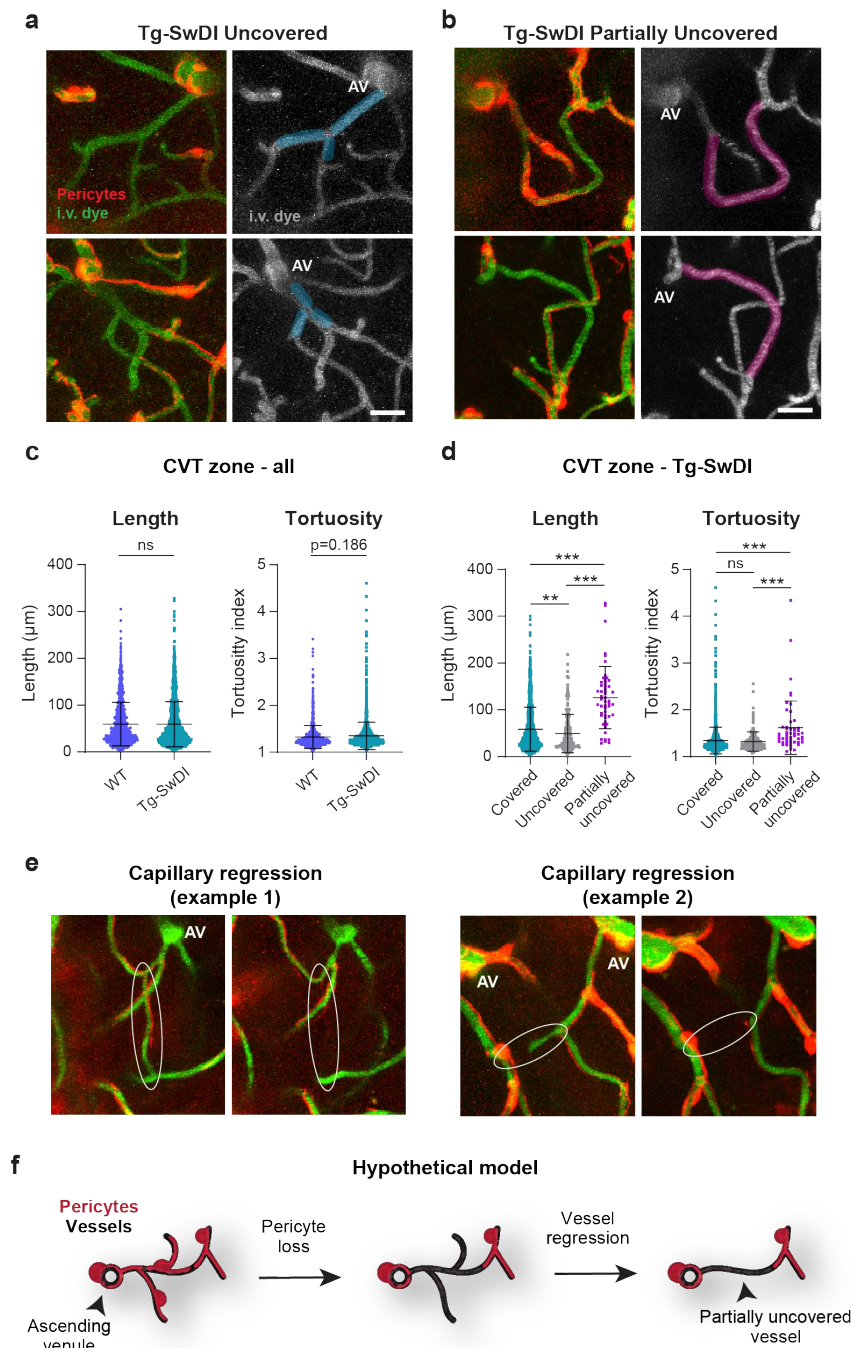 a
Tg-SwDI Uncovered
AV
Pericytes
i.v. dye
i.v. dye
AV
b
Tg-SwDI Partially Uncovered
AV
AV
c
CVT zone - all
Length
ns
400
300
200
100
0
Length (μm)
WT
Tg-SwDI
Tortuosity
p=0.186
5
4
3
2
1
Tortuosity index
WT
Tg-SwDI
d
CVT zone - Tg-SwDI
Length
***
***
**
400
300
200
100
0
Length (μm)
Covered
Uncovered
Partially
uncovered
Tortuosity
***
ns
***
5
4
3
2
1
Tortuositty index
Covered
Uncovered
Partially
uncovered
e
Capillary regression
(example 1)
AV
Capillary regression
(example 2)
AV
AV
f
Hypothetical model
Pericytes
Vessels
Ascending
venule
Pericyte
loss
Vessel
regression
Partially uncovered
vessel